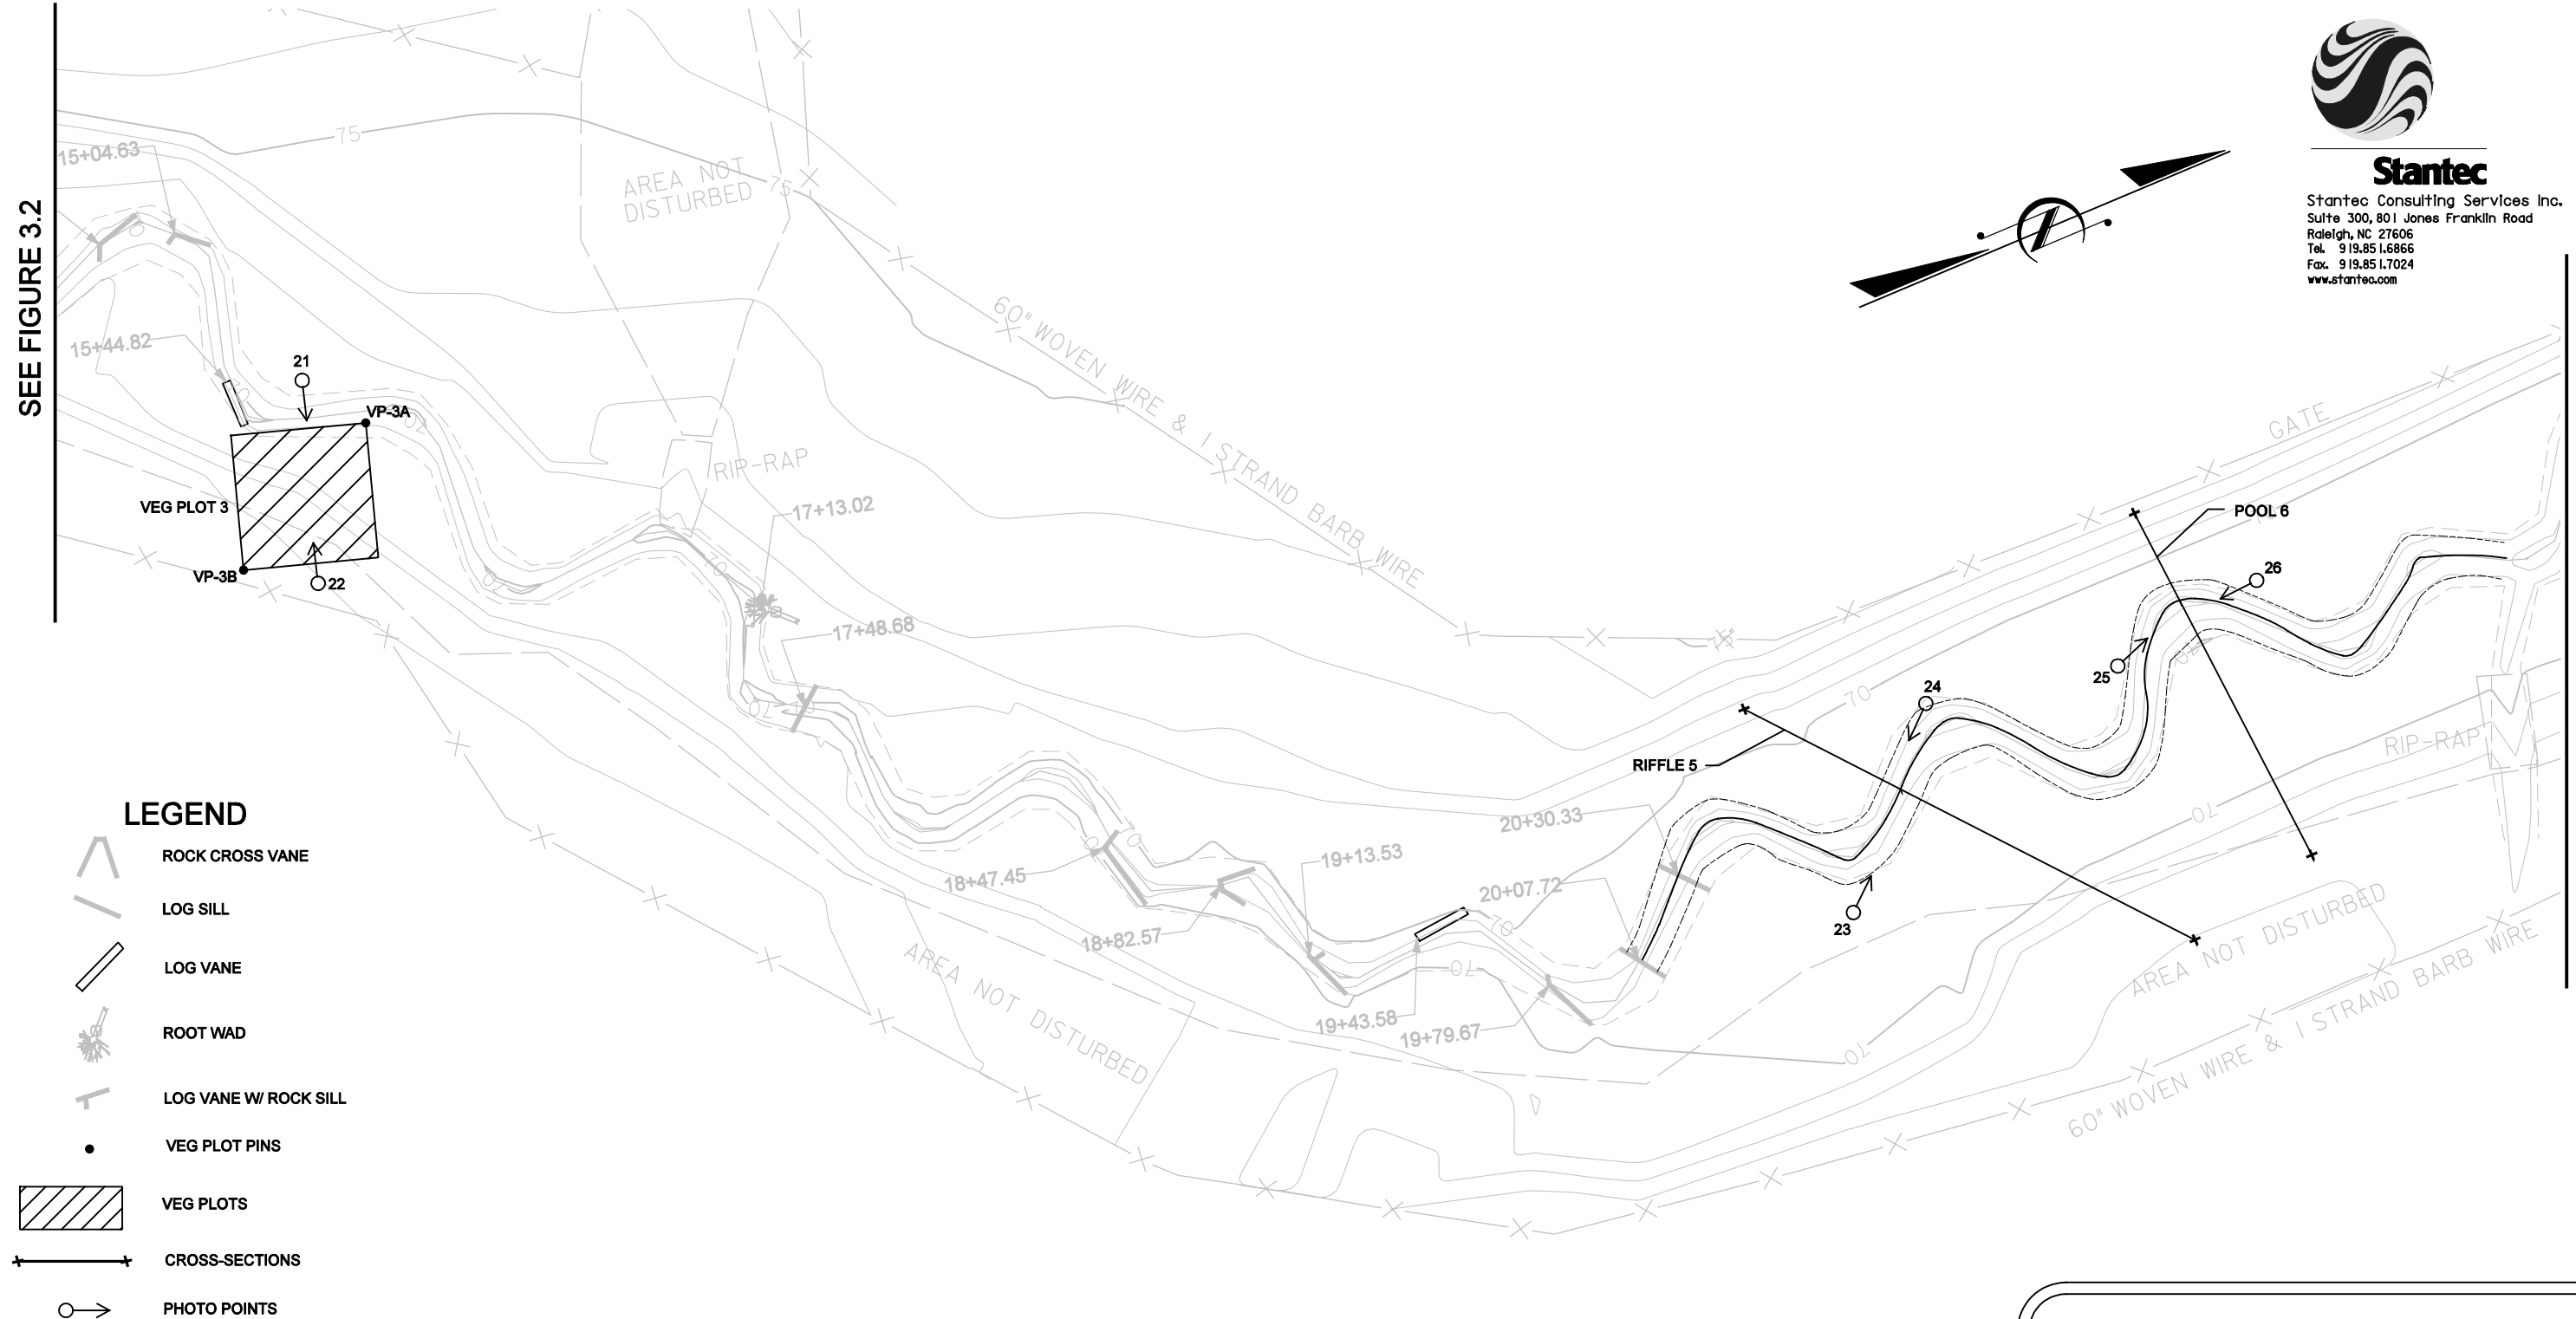 SEE FIGURE 3.2
15+04.63
75
AREA NOT
DISTURBED
75
15+44.82
21
VP-3A
70
VEG PLOT 3
VP-3B
22
RIP-RAP
17+13.02
70
17+48.68
70
60" WOVEN WIRE & 1 STRAND BARB WIRE
75
GATE
POOL 6
26
25
24
70
70
RIFFLE 5
20+30.33
20+07.72
23
RIP-RAP
70
18+47.45
18+82.57
19+13.53
70
70
19+43.58
19+79.67
70
AREA NOT DISTURBED
AREA NOT DISTURBED
60" WOVEN WIRE & 1 STRAND BARB WIRE
Stantec
Stantec Consulting Services Inc.
Suite 300, 801 Jones Franklin Road
Raleigh, NC 27606
Tel. 919.851.6866
Fax. 919.851.7024
www.stantec.com
LEGEND
ROCK CROSS VANE
LOG SILL
LOG VANE
ROOT WAD
LOG VANE W/ ROCK SILL
VEG PLOT PINS
VEG PLOTS
CROSS-SECTIONS
PHOTO POINTS